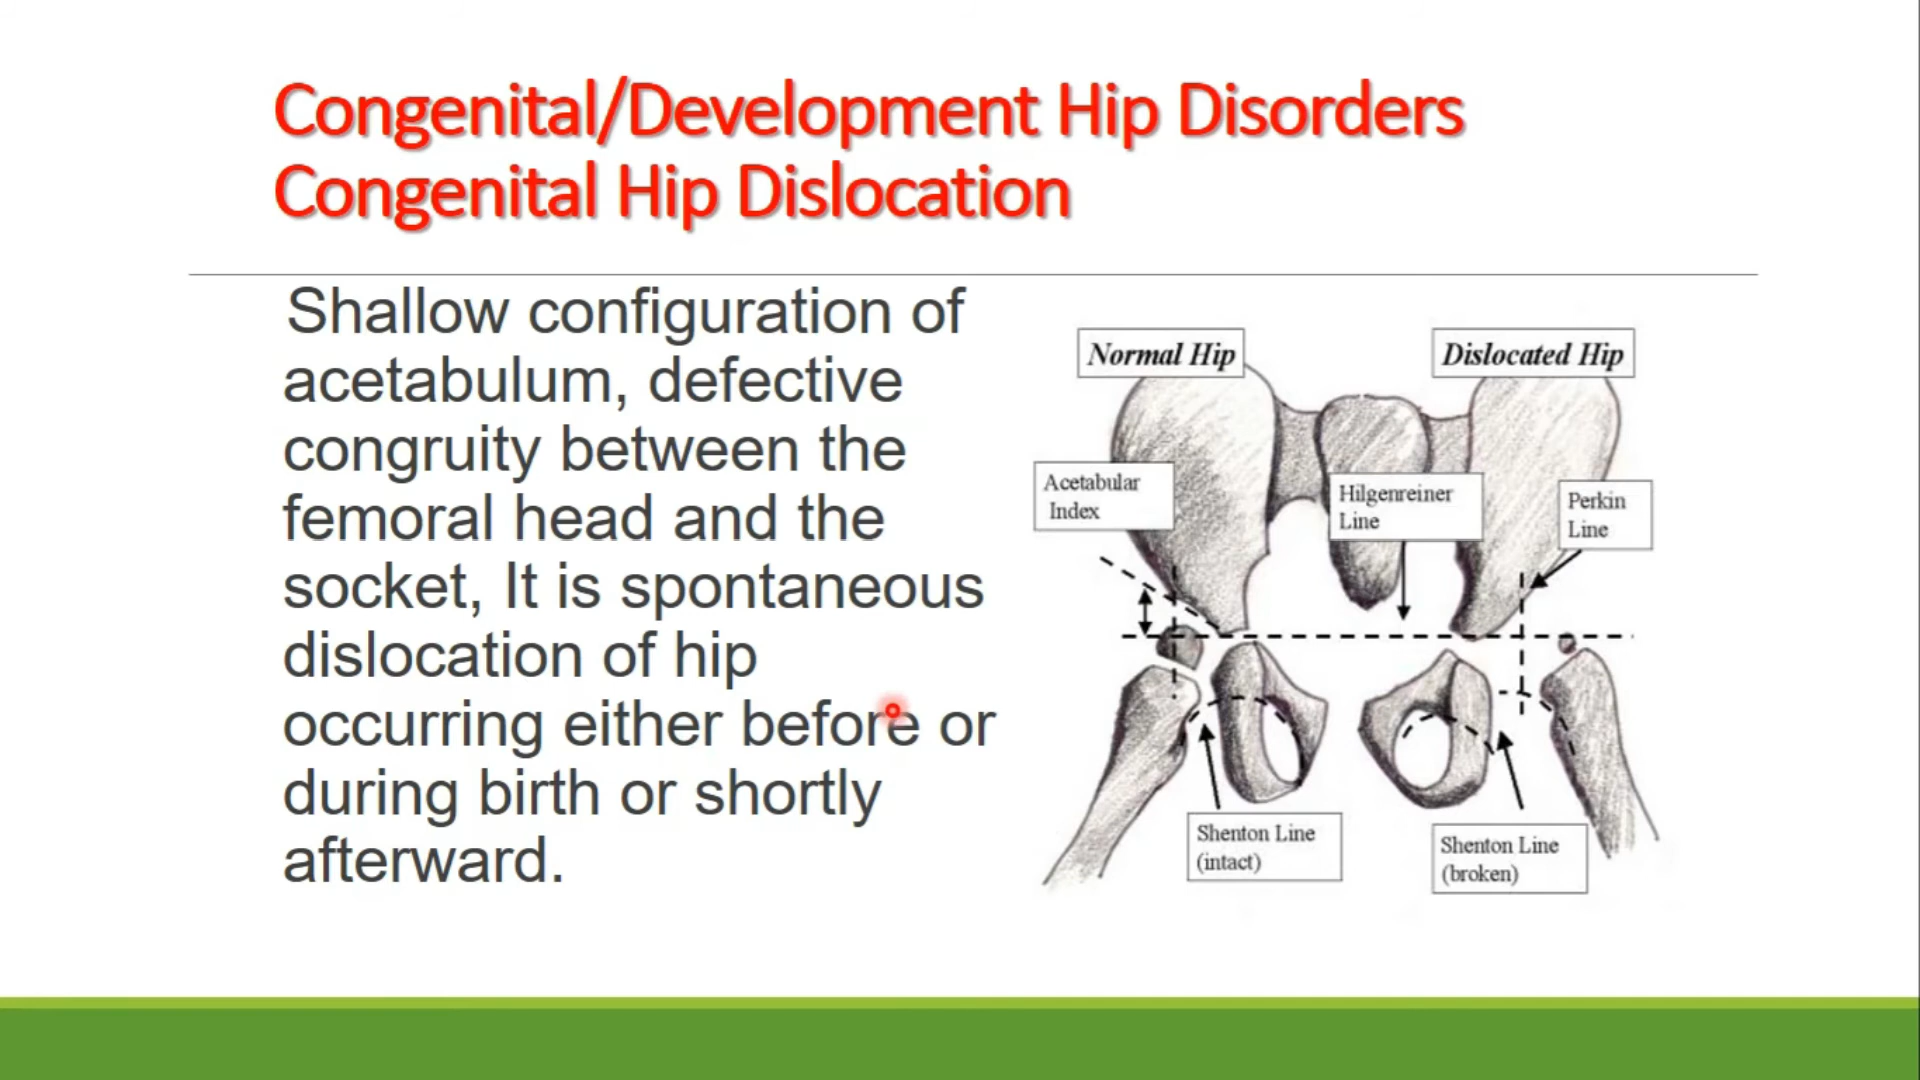 Congenital/Development Hip Disorders
Congenital Hip Dislocation
Shallow configuration of
acetabulum, defective
congruity between the
femoral head and the
socket, It is spontaneous
dislocation of hip
occurring either before or
during birth or shortly
afterward.
Normal Hip
Dislocated Hip
Acetabular
Index
Hilgenreiner
Line
Perkin
Line
Shenton Line
(intact)
Shenton Line
(broken)